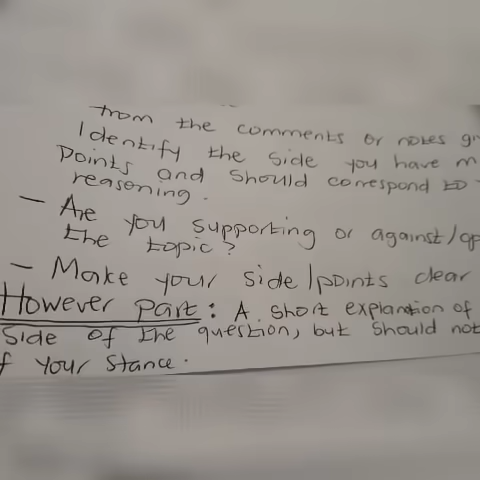 from the comments or notes
Identify the side you have
points and should correspond to
reasoning.
- Are you supporting or against/
the topic?
- Make your side/points clear
However part: A short explanation of
Side of the question, but should not
f your stance.